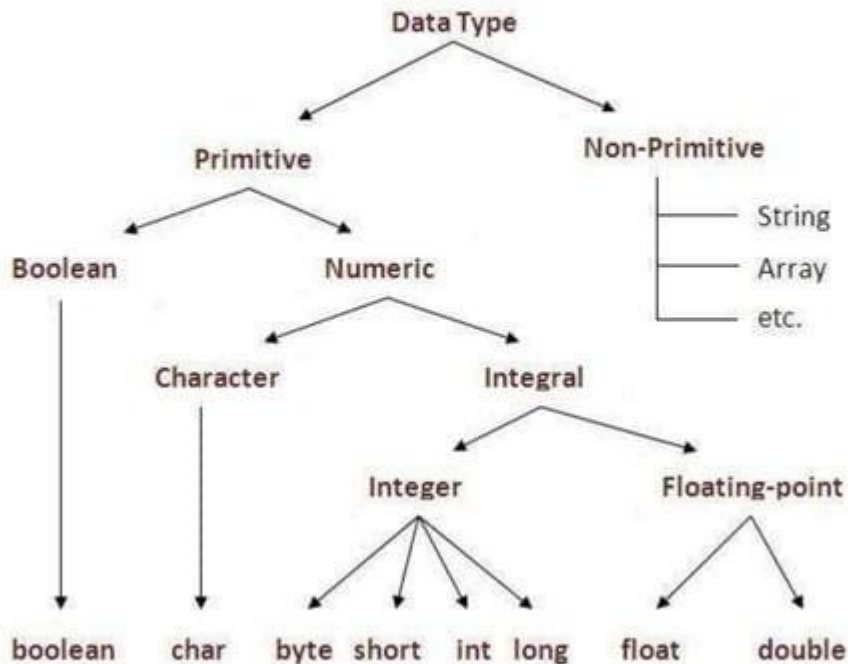 Data Type
Primitive
Non-Primitive
String
Array
etc.
Boolean
Numeric
Character
Integral
Integer
Floating-point
boolean
char
byte
short
int
long
float
double